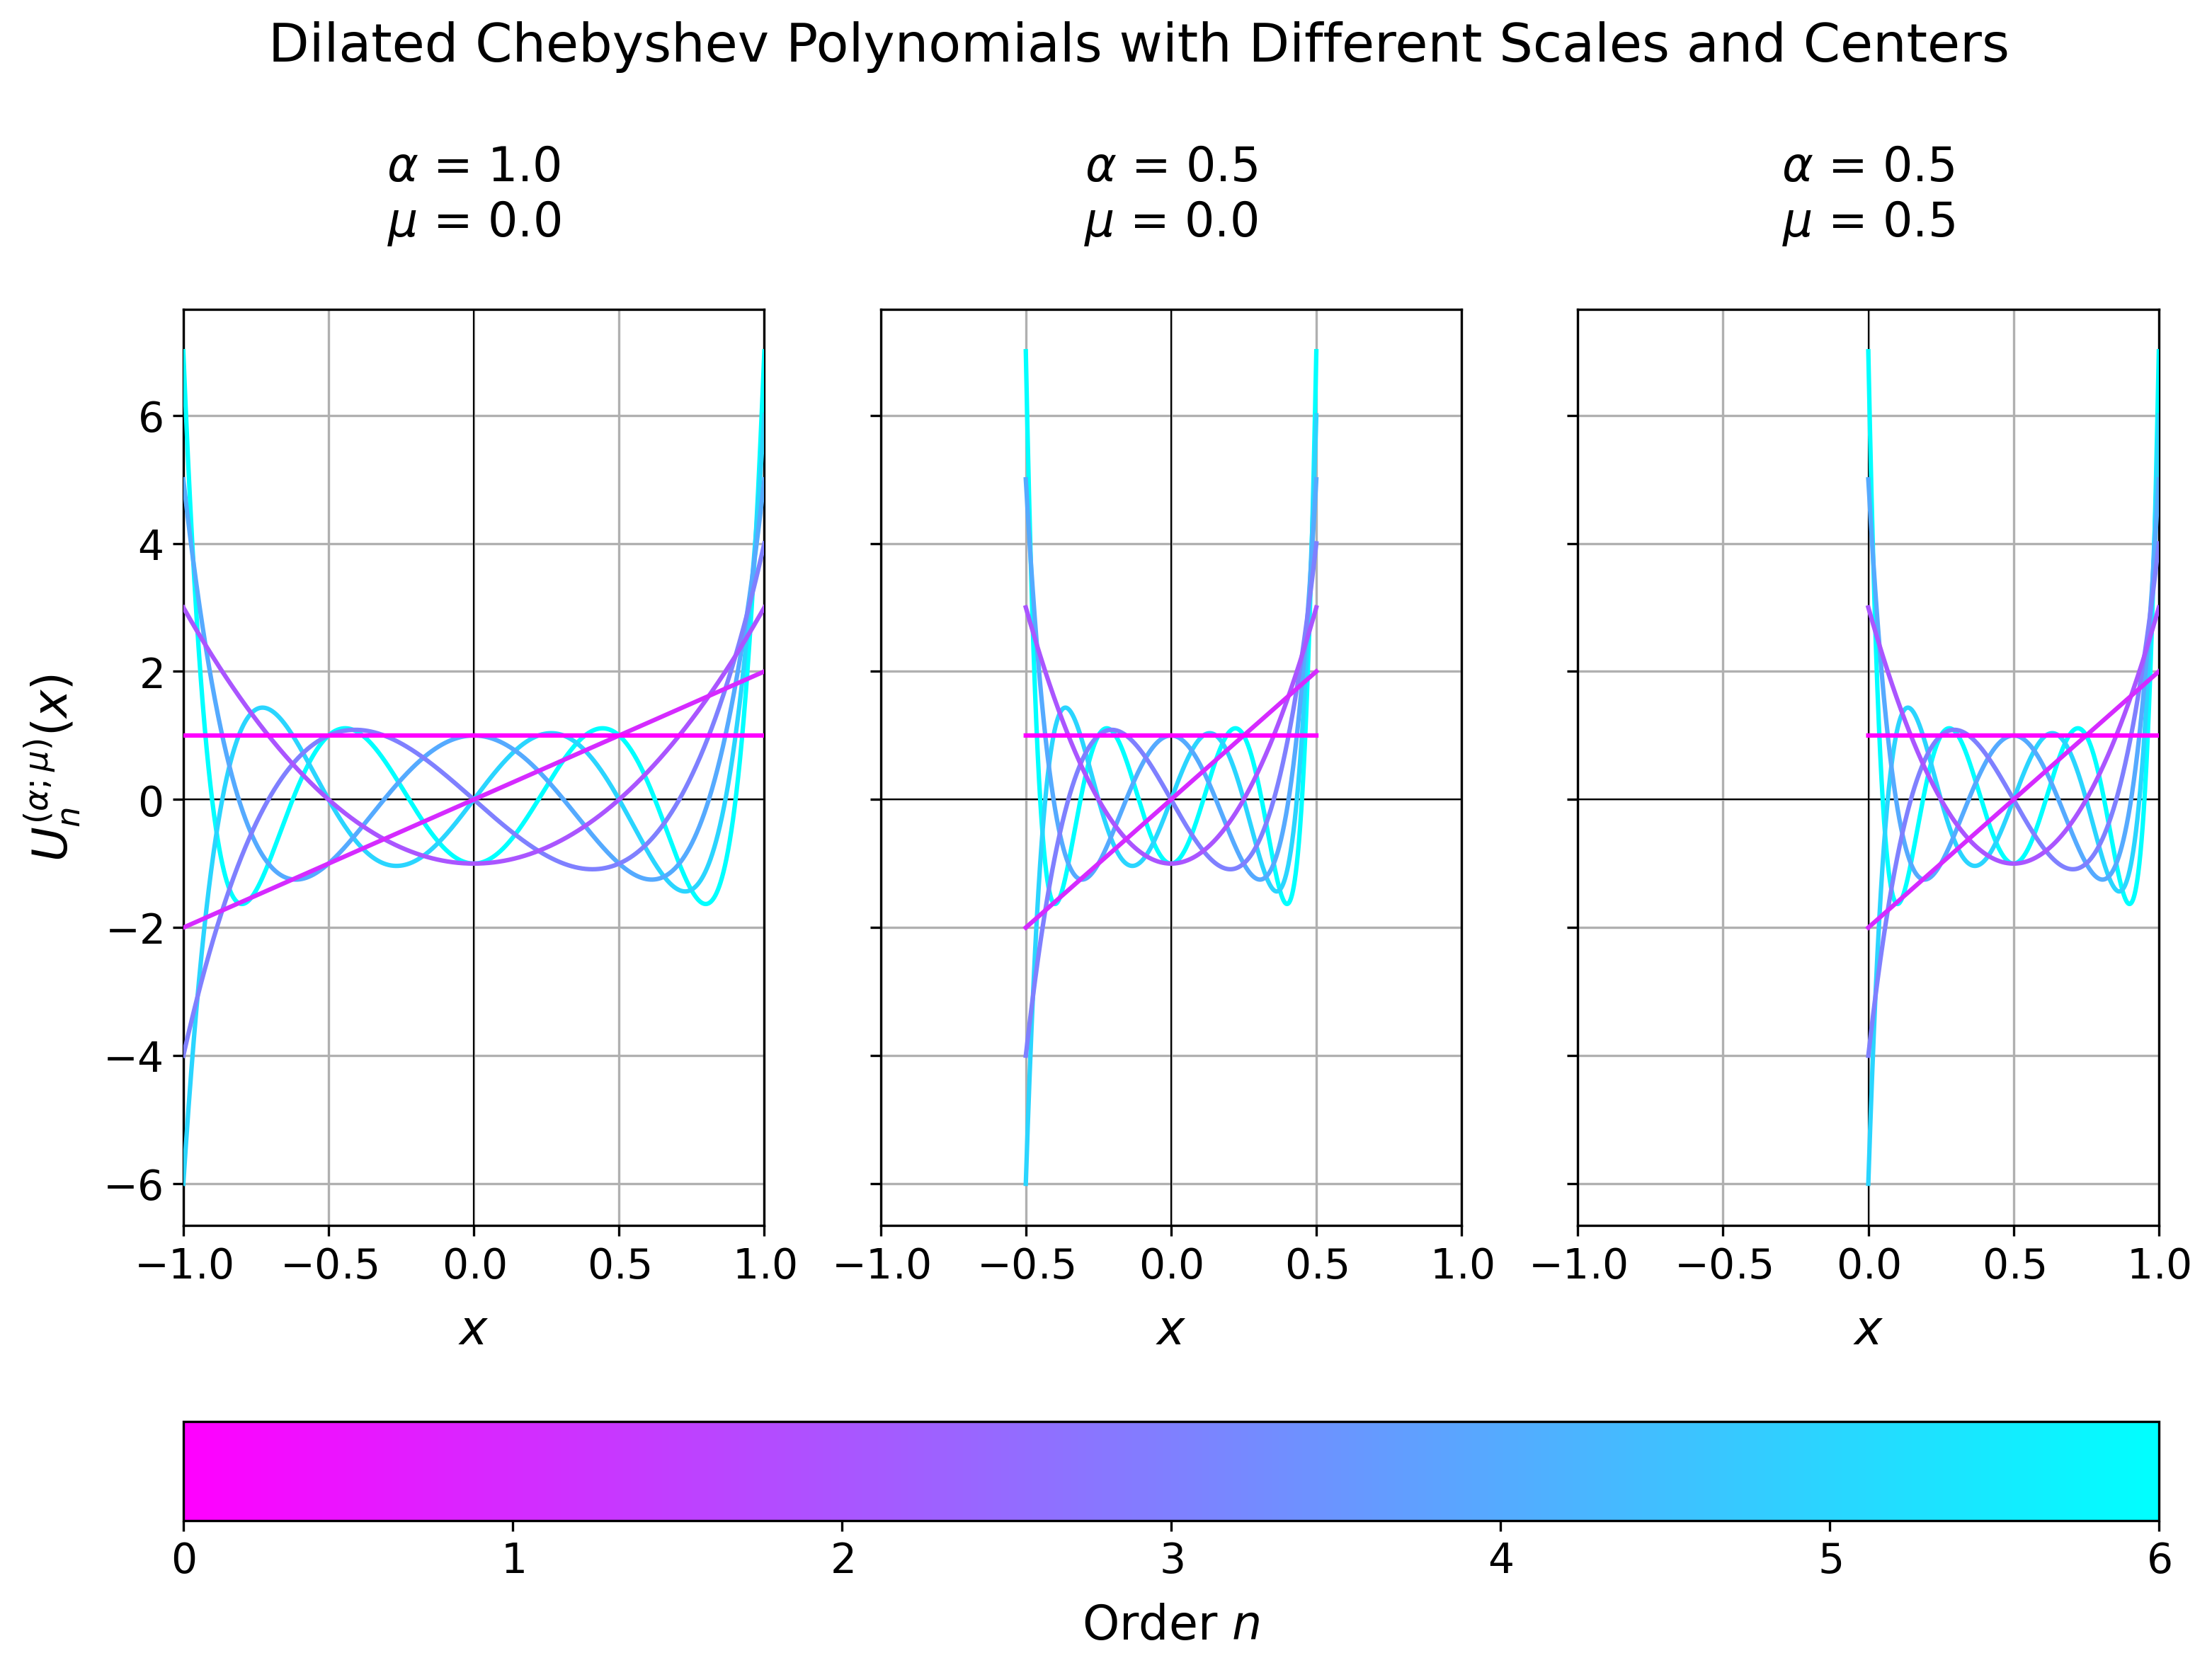 Dilated Chebyshev Polynomials with Different Scales and Centers
α = 1.0
μ = 0.0
α = 0.5
μ = 0.0
α = 0.5
μ = 0.5
U_n^{(α; μ)}(x)
6
4
2
0
−2
−4
−6
−1.0 −0.5 0.0 0.5 1.0
−1.0 −0.5 0.0 0.5 1.0
−1.0 −0.5 0.0 0.5 1.0
x
x
x
0 1 2 3 4 5 6
Order n